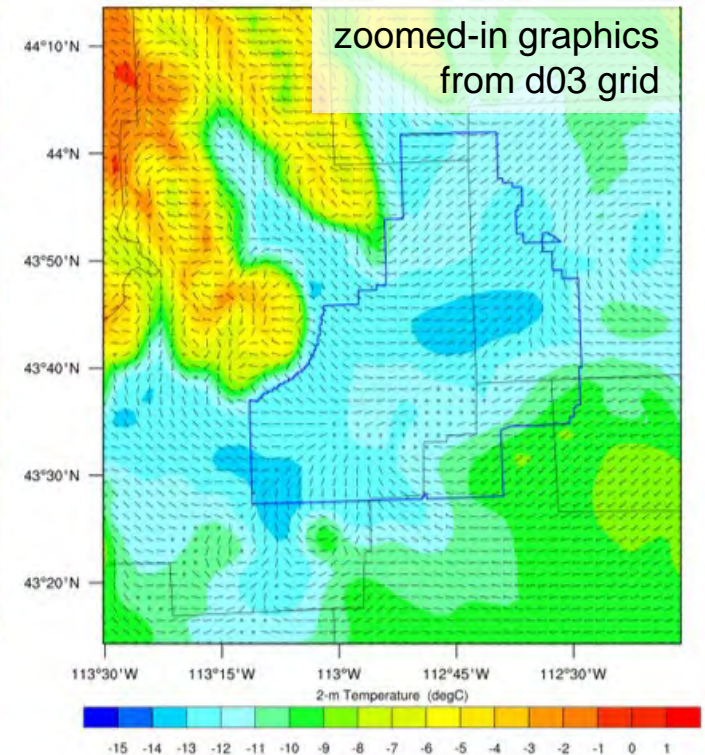 zoomed-in graphics
from d03 grid
44°10'N
44°N
43°50'N
43°40'N
43°30'N
43°20'N
113°30'W 113°15'W 113°W 112°45'W 112°30'W
2-m Temperature (degC)
-15 -14 -13 -12 -11 -10 -9 -8 -7 -6 -5 -4 -3 -2 -1 0 1